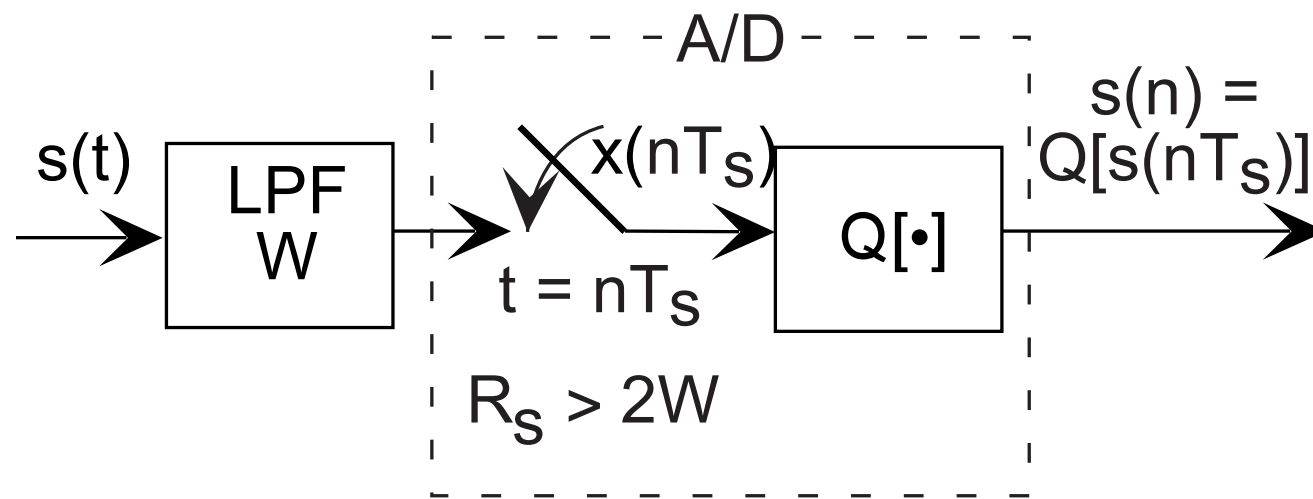 A/D
s(t)
LPF
W
x(nTs)
t = nTs
Rs > 2W
Q[•]
s(n) =
Q[s(nTs)]